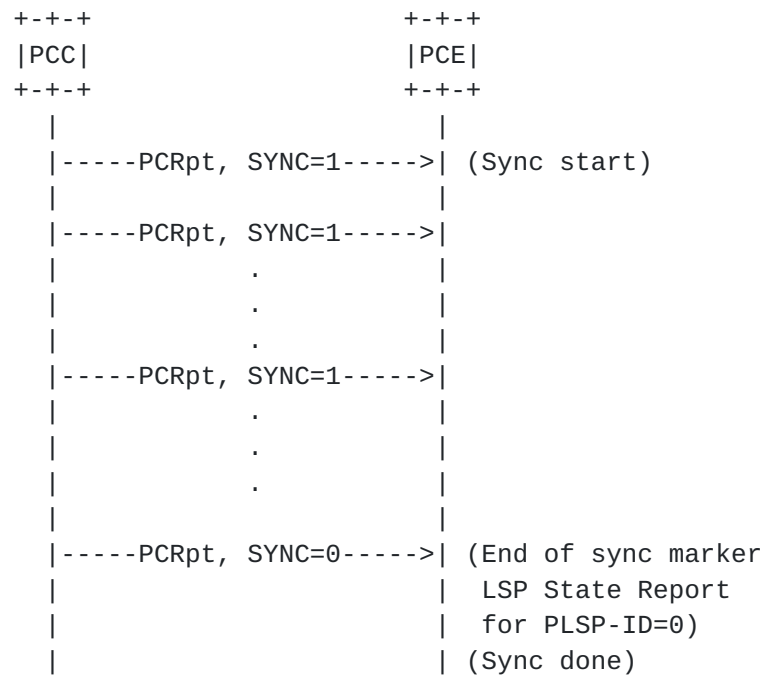 +-+-+                    +-+-+
|PCC|                    |PCE|
+-+-+                    +-+-+
  |                        |
  |-----PCRpt, SYNC=1----->| (Sync start)
  |                        |
  |-----PCRpt, SYNC=1----->|
  |            .           |
  |            .           |
  |            .           |
  |-----PCRpt, SYNC=1----->|
  |            .           |
  |            .           |
  |            .           |
  |                        |
  |-----PCRpt, SYNC=0----->| (End of sync marker
  |                        |  LSP State Report
  |                        |  for PLSP-ID=0)
  |                        | (Sync done)